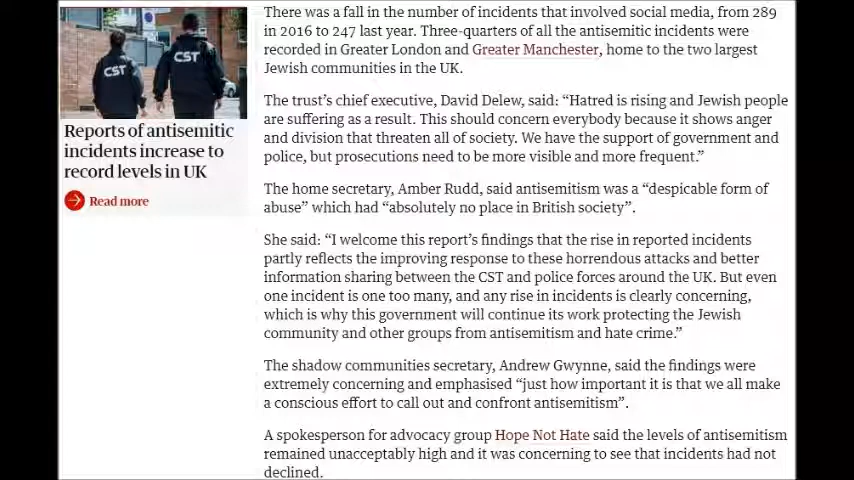 CST
CST
Reports of antisemitic
incidents increase to
record levels in UK
Read more
There was a fall in the number of incidents that involved social media, from 289
in 2016 to 247 last year. Three-quarters of all the antisemitic incidents were
recorded in Greater London and Greater Manchester, home to the two largest
Jewish communities in the UK.
The trust’s chief executive, David Delew, said: “Hatred is rising and Jewish people
are suffering as a result. This should concern everybody because it shows anger
and division that threaten all of society. We have the support of government and
police, but prosecutions need to be more visible and more frequent.”
The home secretary, Amber Rudd, said antisemitism was a “despicable form of
abuse” which had “absolutely no place in British society”.
She said: “I welcome this report’s findings that the rise in reported incidents
partly reflects the improving response to these horrendous attacks and better
information sharing between the CST and police forces around the UK. But even
one incident is one too many, and any rise in incidents is clearly concerning,
which is why this government will continue its work protecting the Jewish
community and other groups from antisemitism and hate crime.”
The shadow communities secretary, Andrew Gwynne, said the findings were
extremely concerning and emphasised “just how important it is that we all make
a conscious effort to call out and confront antisemitism”.
A spokesperson for advocacy group Hope Not Hate said the levels of antisemitism
remained unacceptably high and it was concerning to see that incidents had not
declined.